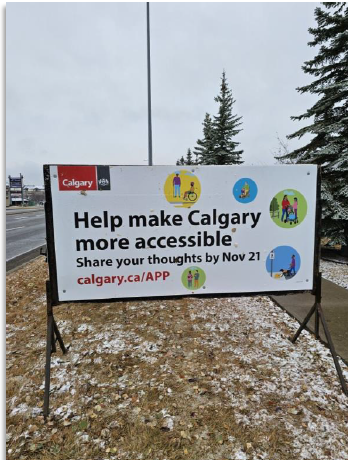 Calgary
Help make Calgary
more accessible
Share your thoughts by Nov 21
calgary.ca/APP